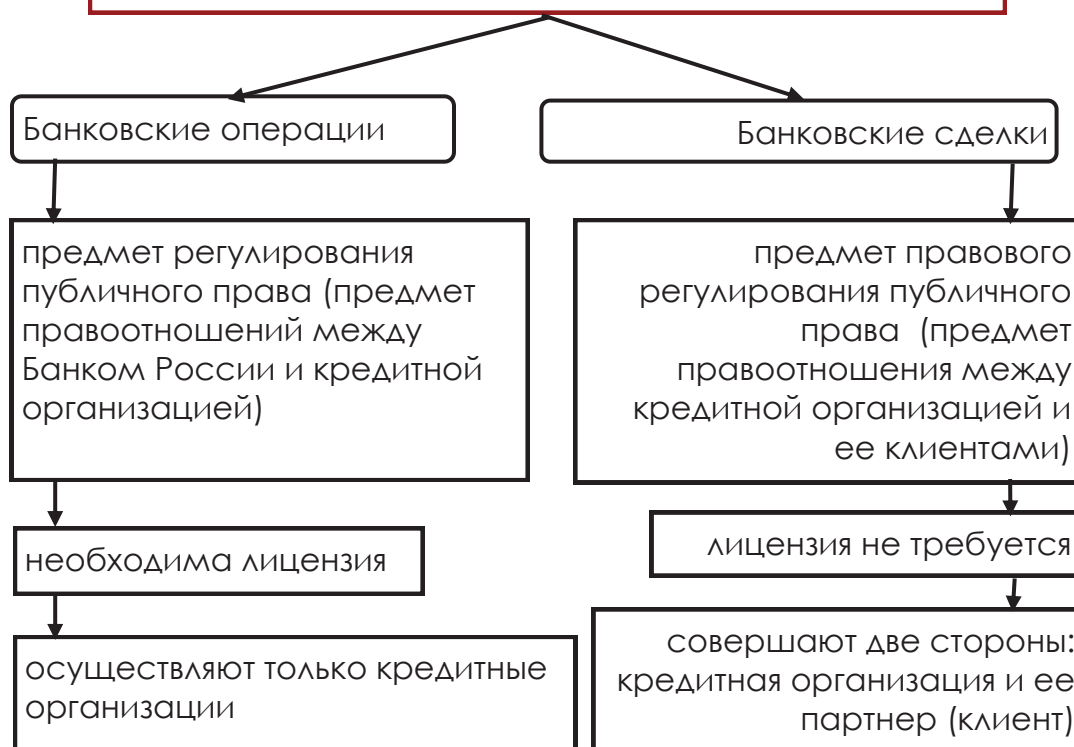 Банковские операции
Банковские сделки
предмет регулирования
публичного права (предмет
правоотношений между
Банком России и кредитной
организацией)
предмет правового
регулирования публичного
права (предмет
правоотношения между
кредитной организацией и
ее клиентами)
необходима лицензия
лицензия не требуется
осуществляют только кредитные
организации
совершают две стороны:
кредитная организация и ее
партнер (клиент)